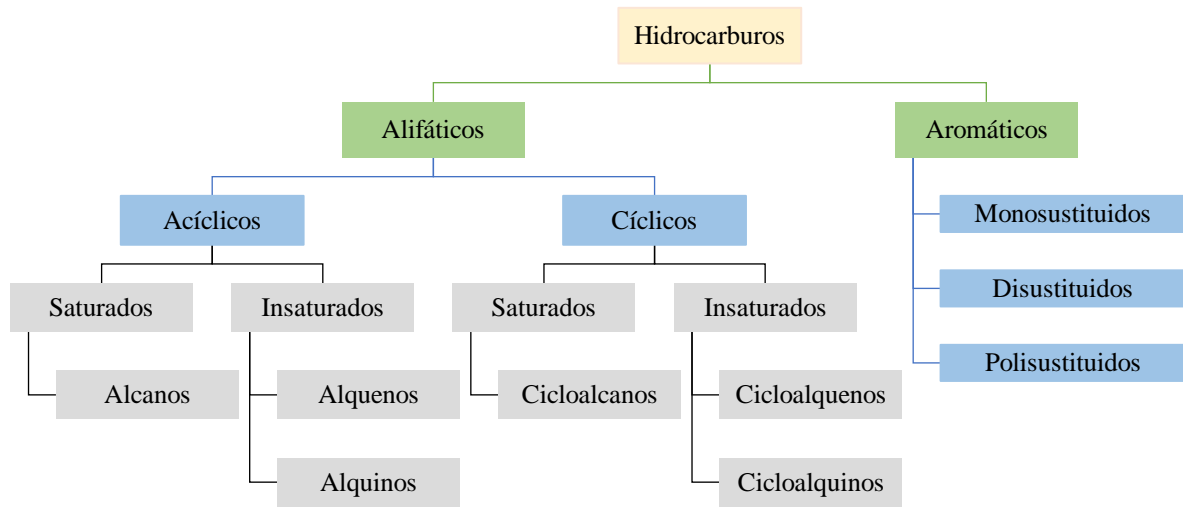 Hidrocarburos
Alifáticos
Aromáticos
Acíclicos
Cíclicos
Monosustituidos
Saturados
Insaturados
Saturados
Insaturados
Disustituidos
Alcanos
Alquenos
Cicloalcanos
Cicloalquenos
Polisustituidos
Alquinos
Cicloalquinos